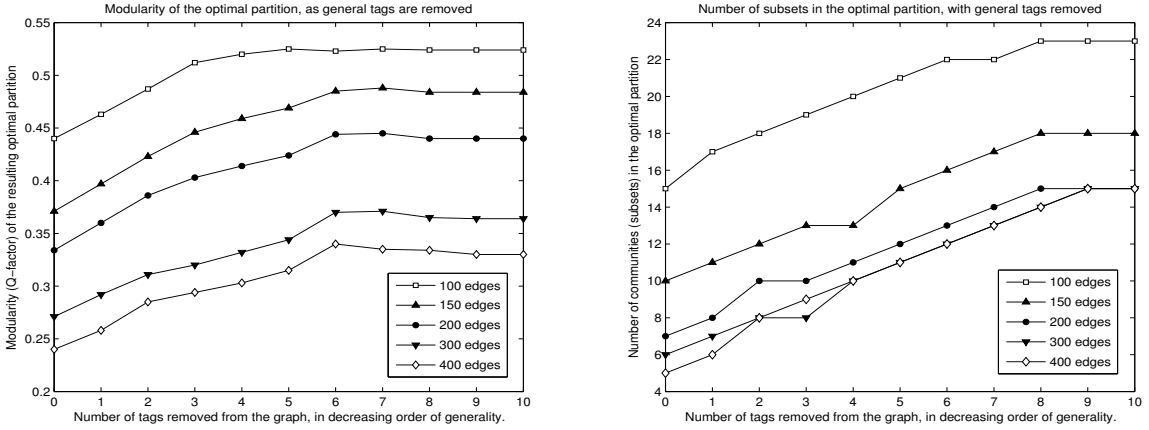 Modularity of the optimal partition, as general tags are removed
Modularity (Q−factor) of the resulting optimal partition
0.55
0.5
0.45
0.4
0.35
0.3
0.25
0.2
100 edges
150 edges
200 edges
300 edges
400 edges
0 1 2 3 4 5 6 7 8 9 10
Number of tags removed from the graph, in decreasing order of generality.
Number of subsets in the optimal partition, with general tags removed
Number of communities (subsets) in the optimal partition
24
22
20
18
16
14
12
10
8
6
4
100 edges
150 edges
200 edges
300 edges
400 edges
0 1 2 3 4 5 6 7 8 9 10
Number of tags removed from the graph, in decreasing order of generality.